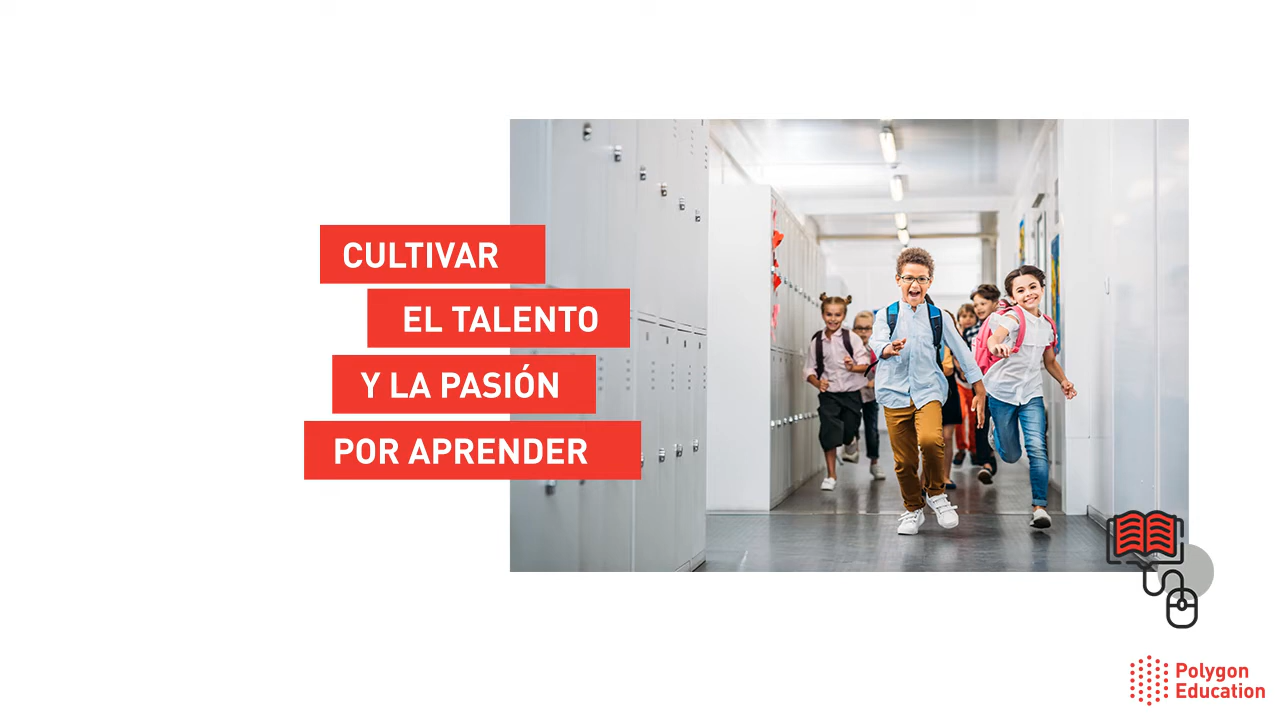 CULTIVAR
EL TALENTO
Y LA PASIÓN
POR APRENDER
Polygon
Education